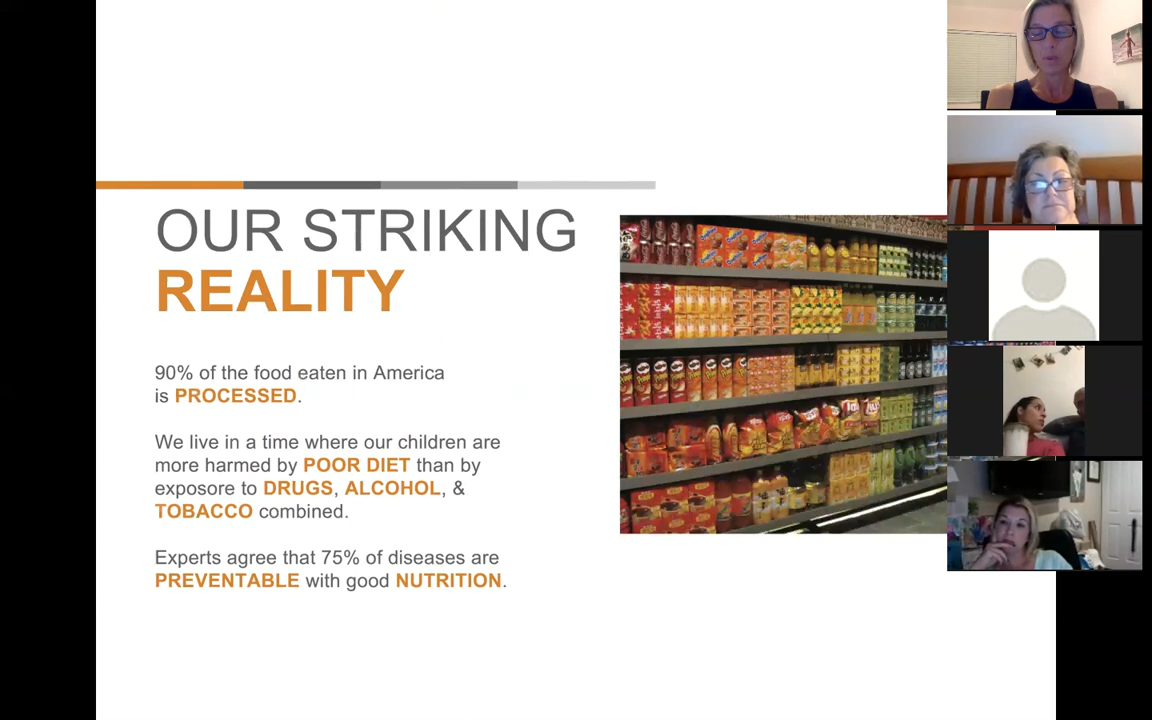 OUR STRIKING
REALITY
90% of the food eaten in America
is PROCESSED.
We live in a time where our children are
more harmed by POOR DIET than by
exposure to DRUGS, ALCOHOL, &
TOBACCO combined.
Experts agree that 75% of diseases are
PREVENTABLE with good NUTRITION.